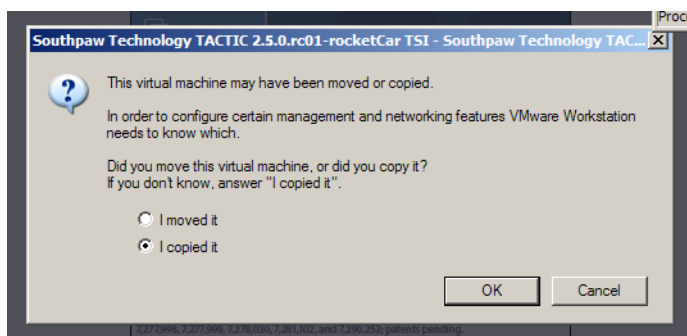 Proc
Southpaw Technology TACTIC 2.5.0.rc01-rocketCar TSI - Southpaw Technology TAC...
This virtual machine may have been moved or copied.
In order to configure certain management and networking features VMware Workstation
needs to know which.
Did you move this virtual machine, or did you copy it?
If you don't know, answer "I copied it".
I moved it
I copied it
OK
Cancel
7,277,998, 7,277,999, 7,278,030, 7,281,102, and 7,290,253; patents pending.